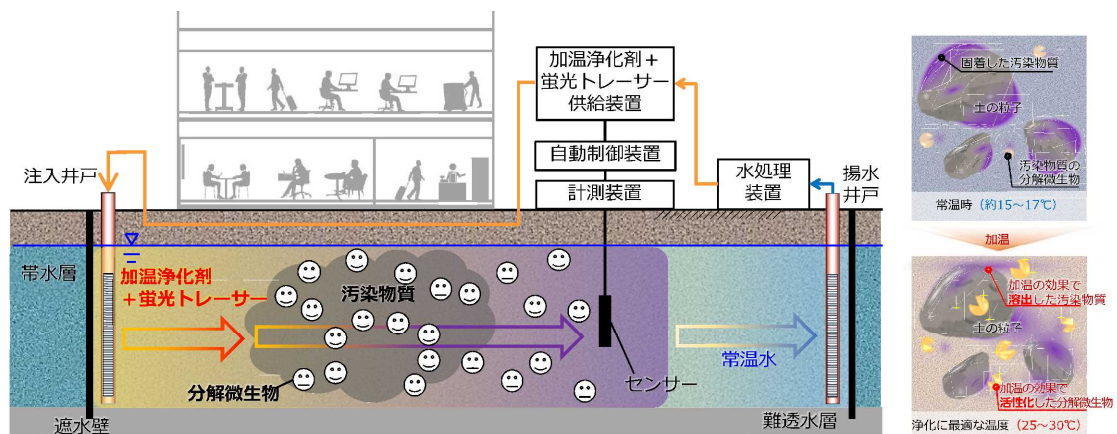 加温浄化剤+
蛍光トレーサー
供給装置
自動制御装置
計測装置
水処理
装置
注入井戸
揚水
井戸
帯水層
加温浄化剤
+蛍光トレーサー
汚染物質
分解微生物
センサー
常温水
遮水壁
難透水層
固着した汚染物質
土の粒子
汚染物質の
分解微生物
常温時(約15~17℃)
加温
加温の効果で
溶出した汚染物質
土の粒子
加温の効果で
活性化した分解微生物
浄化に最適な温度(25~30℃)